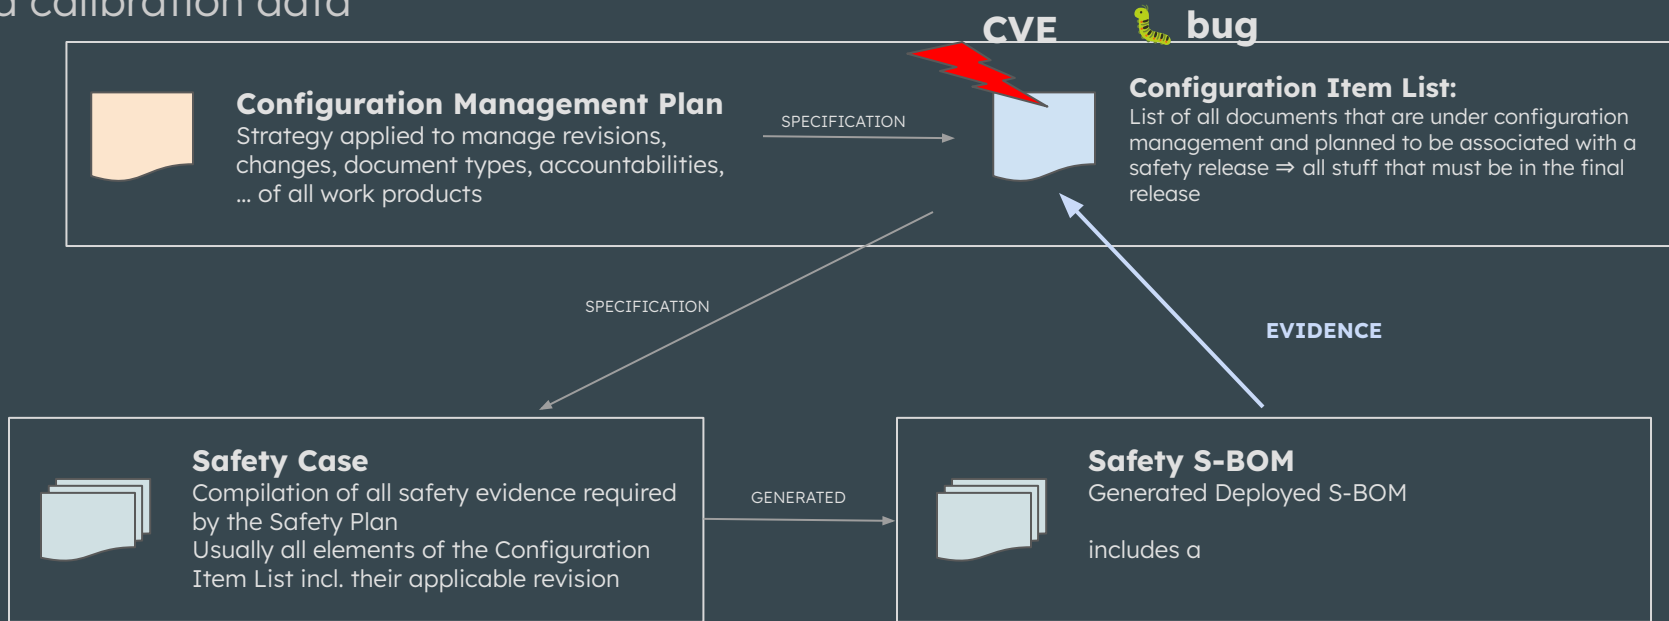 d calibration data
CVE
bug
Configuration Management Plan
Strategy applied to manage revisions,
changes, document types, accountabilities,
... of all work products
SPECIFICATION
Configuration Item List:
List of all documents that are under configuration
management and planned to be associated with a
safety release ⇒ all stuff that must be in the final
release
SPECIFICATION
EVIDENCE
Safety Case
Compilation of all safety evidence required
by the Safety Plan
Usually all elements of the Configuration
Item List incl. their applicable revision
GENERATED
Safety S-BOM
Generated Deployed S-BOM
includes a